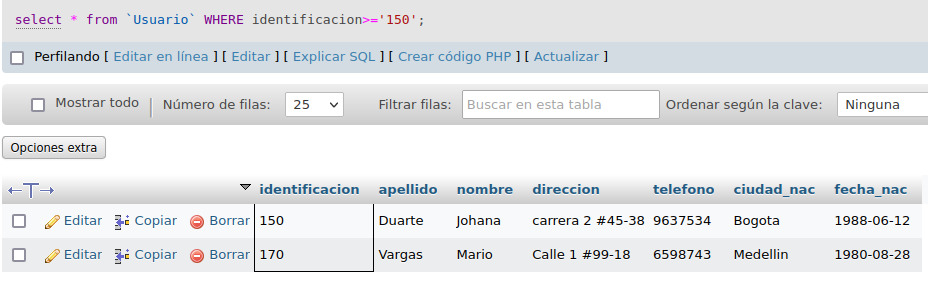 select * from `Usuario` WHERE identificacion>='150';
Perfilando [ Editar en línea ] [ Editar ] [ Explicar SQL ] [ Crear código PHP ] [ Actualizar ]
Mostrar todo Número de filas: 25 Filtrar filas: Buscar en esta tabla Ordenar según la clave: Ninguna
Opciones extra
←T→ identificacion apellido nombre direccion telefono ciudad_nac fecha_nac
Editar Copiar Borrar 150 Duarte Johana carrera 2 #45-38 9637534 Bogota 1988-06-12
Editar Copiar Borrar 170 Vargas Mario Calle 1 #99-18 6598743 Medellin 1980-08-28